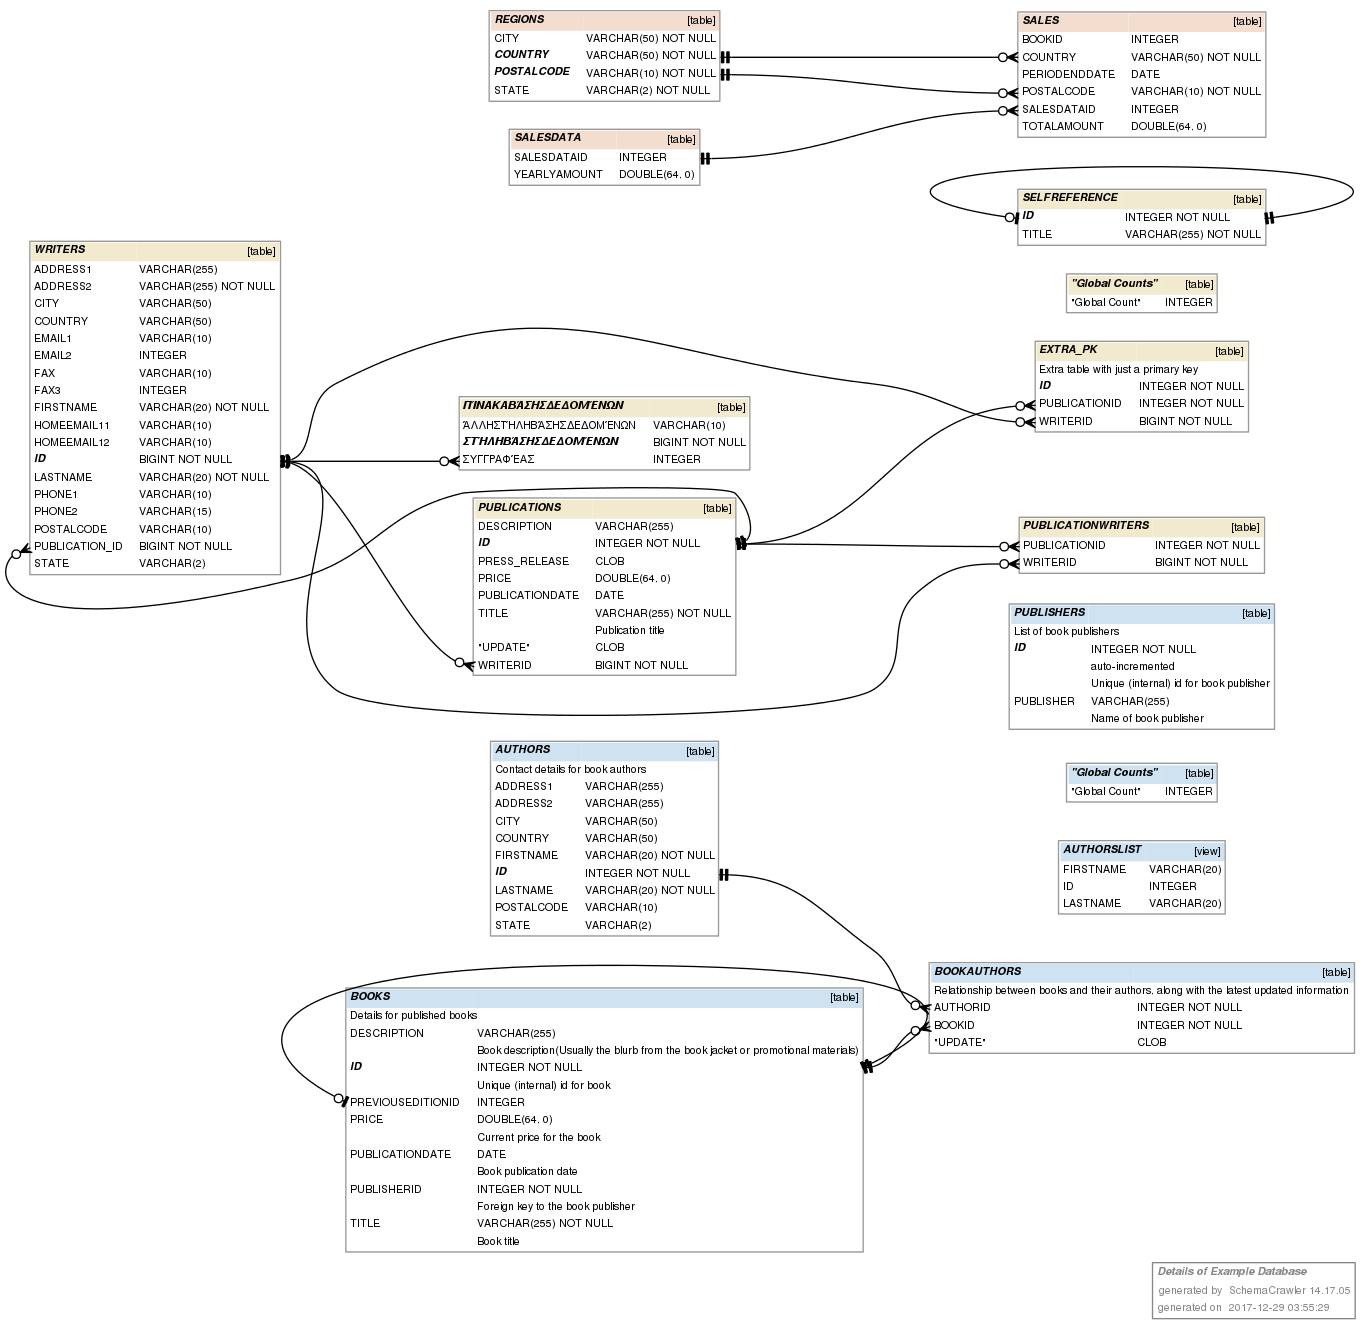 REGIONS [table]
CITY VARCHAR(50) NOT NULL
COUNTRY VARCHAR(50) NOT NULL
POSTALCODE VARCHAR(10) NOT NULL
STATE VARCHAR(2) NOT NULL
SALES [table]
BOOKID INTEGER
COUNTRY VARCHAR(50) NOT NULL
PERIODENDDATE DATE
POSTALCODE VARCHAR(10) NOT NULL
SALESDATAID INTEGER
TOTALAMOUNT DOUBLE(64, 0)
SALESDATA [table]
SALESDATAID INTEGER
YEARLYAMOUNT DOUBLE(64, 0)
SELFREFERENCE [table]
ID INTEGER NOT NULL
TITLE VARCHAR(255) NOT NULL
WRITERS [table]
ADDRESS1 VARCHAR(255)
ADDRESS2 VARCHAR(255) NOT NULL
CITY VARCHAR(50)
COUNTRY VARCHAR(50)
EMAIL1 VARCHAR(10)
EMAIL2 INTEGER
FAX VARCHAR(10)
FAX3 INTEGER
FIRSTNAME VARCHAR(20) NOT NULL
HOMEEMAIL11 VARCHAR(10)
HOMEEMAIL12 VARCHAR(10)
ID BIGINT NOT NULL
LASTNAME VARCHAR(20) NOT NULL
PHONE1 VARCHAR(10)
PHONE2 VARCHAR(15)
POSTALCODE VARCHAR(10)
PUBLICATION_ID BIGINT NOT NULL
STATE VARCHAR(2)
"Global Counts" [table]
"Global Count" INTEGER
EXTRA_PK [table]
Extra table with just a primary key
ID INTEGER NOT NULL
PUBLICATIONID INTEGER NOT NULL
WRITERID BIGINT NOT NULL
ΠΊΝΑΚΑΒΆΣΗΣΔΕΔΟΜΈΝΩΝ [table]
ΆΛΛΗΣΤΉΛΗΒΆΣΗΣΔΕΔΟΜΈΝΩΝ VARCHAR(10)
ΣΤΉΛΗΒΆΣΗΣΔΕΔΟΜΈΝΩΝ BIGINT NOT NULL
ΣΥΓΓΡΑΦΈΑΣ INTEGER
PUBLICATIONS [table]
DESCRIPTION VARCHAR(255)
ID INTEGER NOT NULL
PRESS_RELEASE CLOB
PRICE DOUBLE(64, 0)
PUBLICATIONDATE DATE
TITLE VARCHAR(255) NOT NULL
Publication title
"UPDATE" CLOB
WRITERID BIGINT NOT NULL
PUBLICATIONWRITERS [table]
PUBLICATIONID INTEGER NOT NULL
WRITERID BIGINT NOT NULL
PUBLISHERS [table]
List of book publishers
ID INTEGER NOT NULL
auto-incremented
Unique (internal) id for book publisher
PUBLISHER VARCHAR(255)
Name of book publisher
AUTHORS [table]
Contact details for book authors
ADDRESS1 VARCHAR(255)
ADDRESS2 VARCHAR(255)
CITY VARCHAR(50)
COUNTRY VARCHAR(50)
FIRSTNAME VARCHAR(20) NOT NULL
ID INTEGER NOT NULL
LASTNAME VARCHAR(20) NOT NULL
POSTALCODE VARCHAR(10)
STATE VARCHAR(2)
"Global Counts" [table]
"Global Count" INTEGER
AUTHORSLIST [view]
FIRSTNAME VARCHAR(20)
ID INTEGER
LASTNAME VARCHAR(20)
BOOKAUTHORS [table]
Relationship between books and their authors, along with the latest updated information
AUTHORID INTEGER NOT NULL
BOOKID INTEGER NOT NULL
"UPDATE" CLOB
BOOKS [table]
Details for published books
DESCRIPTION VARCHAR(255)
Book description(Usually the blurb from the book jacket or promotional materials)
ID INTEGER NOT NULL
Unique (internal) id for book
PREVIOUSEDITIONID INTEGER
PRICE DOUBLE(64, 0)
Current price for the book
PUBLICATIONDATE DATE
Book publication date
PUBLISHERID INTEGER NOT NULL
Foreign key to the book publisher
TITLE VARCHAR(255) NOT NULL
Book title
Details of Example Database
generated by SchemaCrawler 14.17.05
generated on 2017-12-29 03:55:29